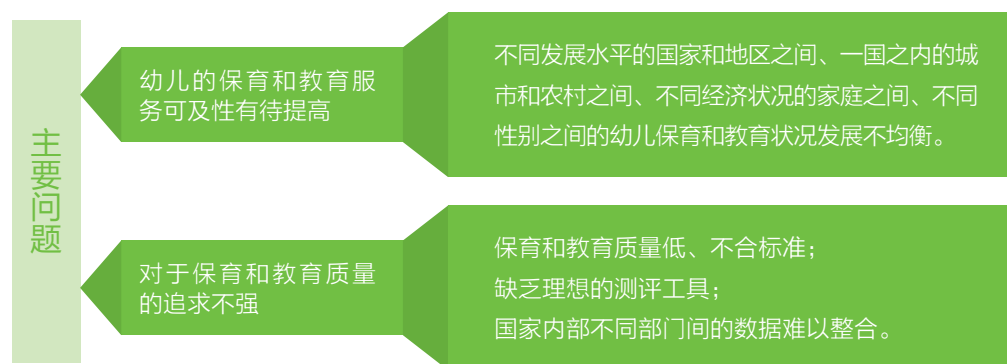 主要问题
幼儿的保育和教育服
务可及性有待提高
不同发展水平的国家和地区之间、一国之内的城
市和农村之间、不同经济状况的家庭之间、不同
性别之间的幼儿保育和教育状况发展不均衡。
对于保育和教育质量
的追求不强
保育和教育质量低、不合标准；
缺乏理想的测评工具；
国家内部不同部门间的数据难以整合。